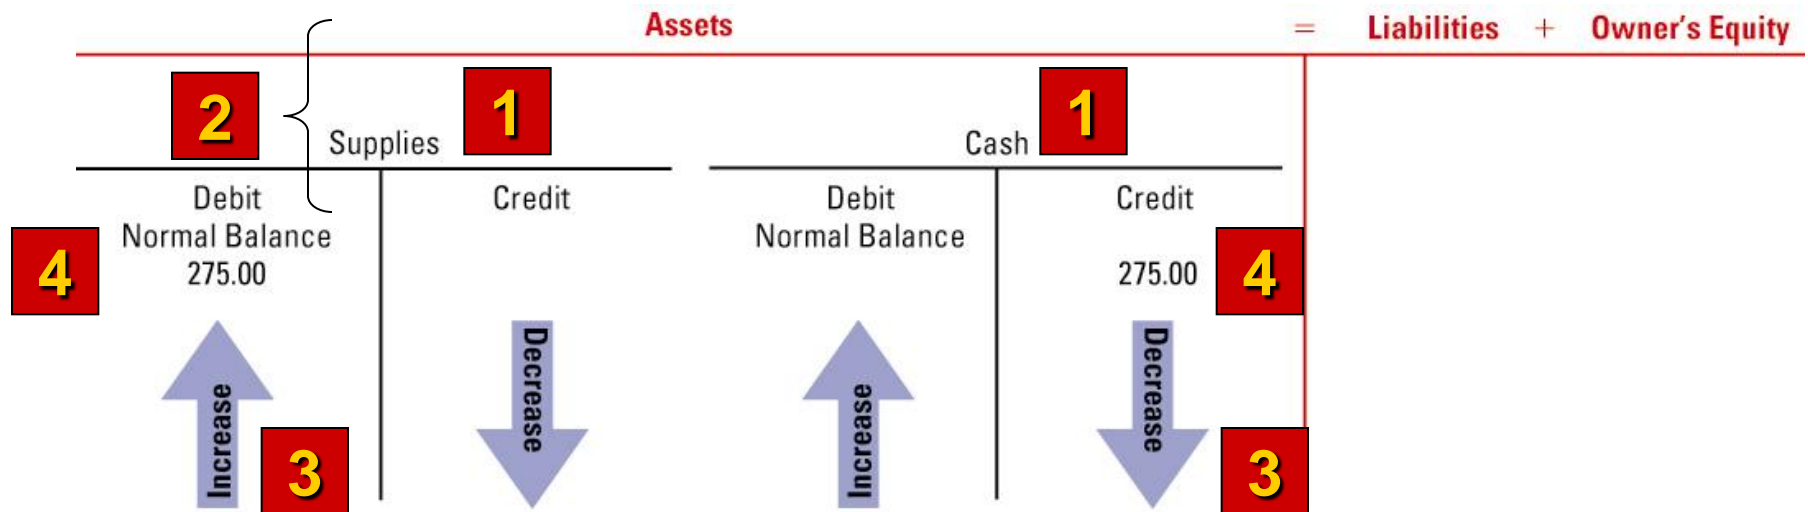 Assets = Liabilities + Owner's Equity
2 1 1
Supplies Cash
Debit Credit Debit Credit
Normal Balance Normal Balance
4 275.00 275.00 4
Increase Decrease Increase Decrease
3 3